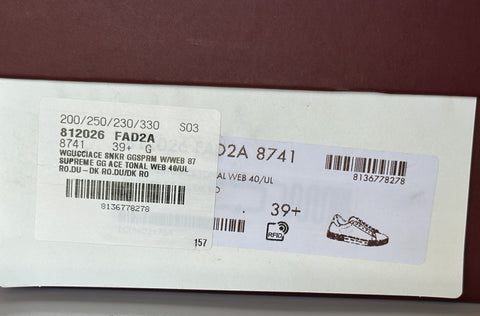 200/250/230/330 S03
812026 FAD2A
8741 39+ G
WGUCCIACE SNKR GGSPRM W/WEB 87
SUPREME GG ACE TONAL WEB 40/UL
RO.DU-DK RO.DU/DK RO
8136778278
157
D2A 8741
8136778278
AL WEB 40/UL
O
39+
RFID